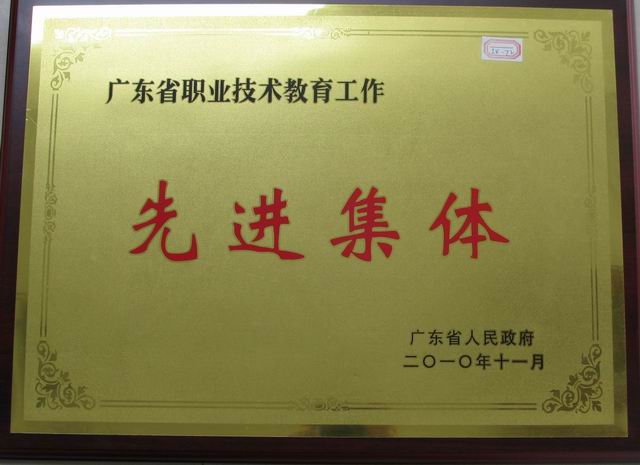 广东省职业技术教育工作
先进集体
广东省人民政府
二〇一〇年十一月